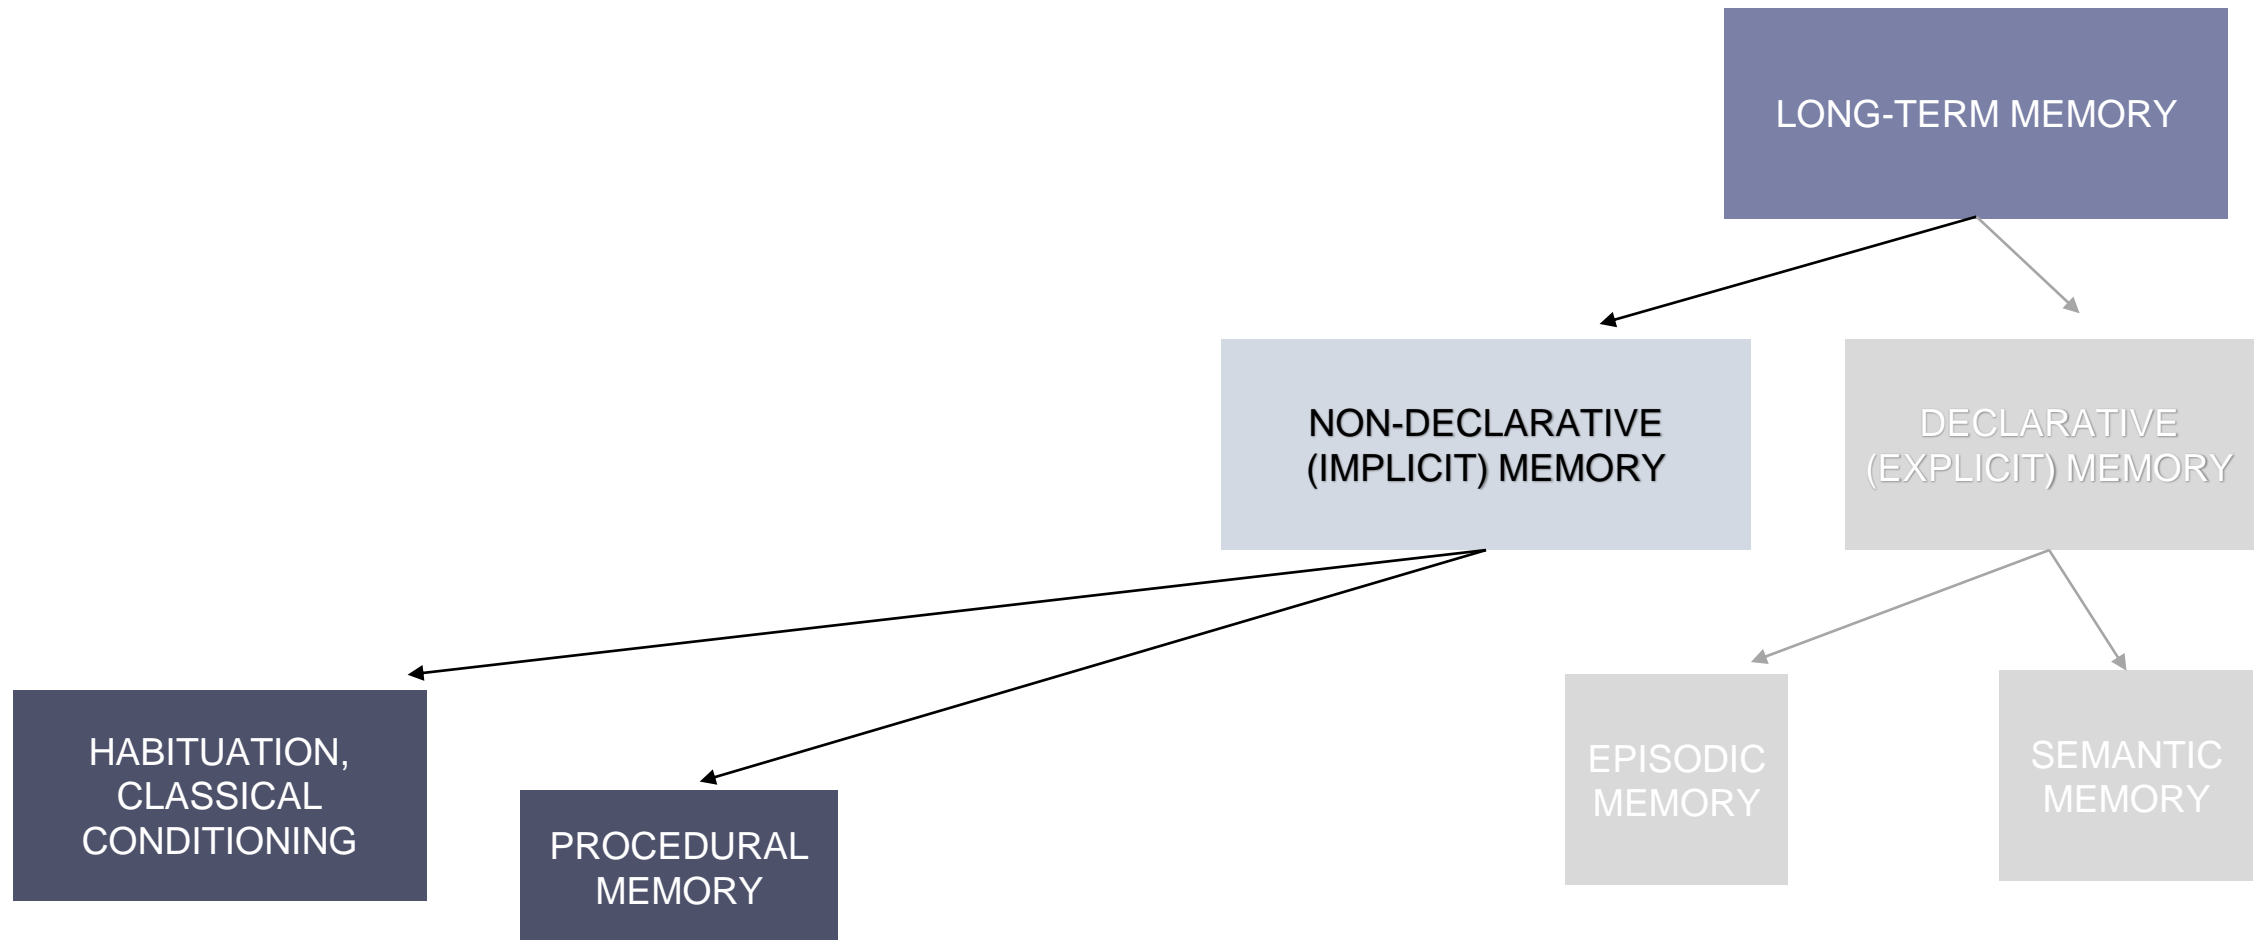 LONG-TERM MEMORY
NON-DECLARATIVE
(IMPLICIT) MEMORY
DECLARATIVE
(EXPLICIT) MEMORY
HABITUATION,
CLASSICAL
CONDITIONING
PROCEDURAL
MEMORY
EPISODIC
MEMORY
SEMANTIC
MEMORY